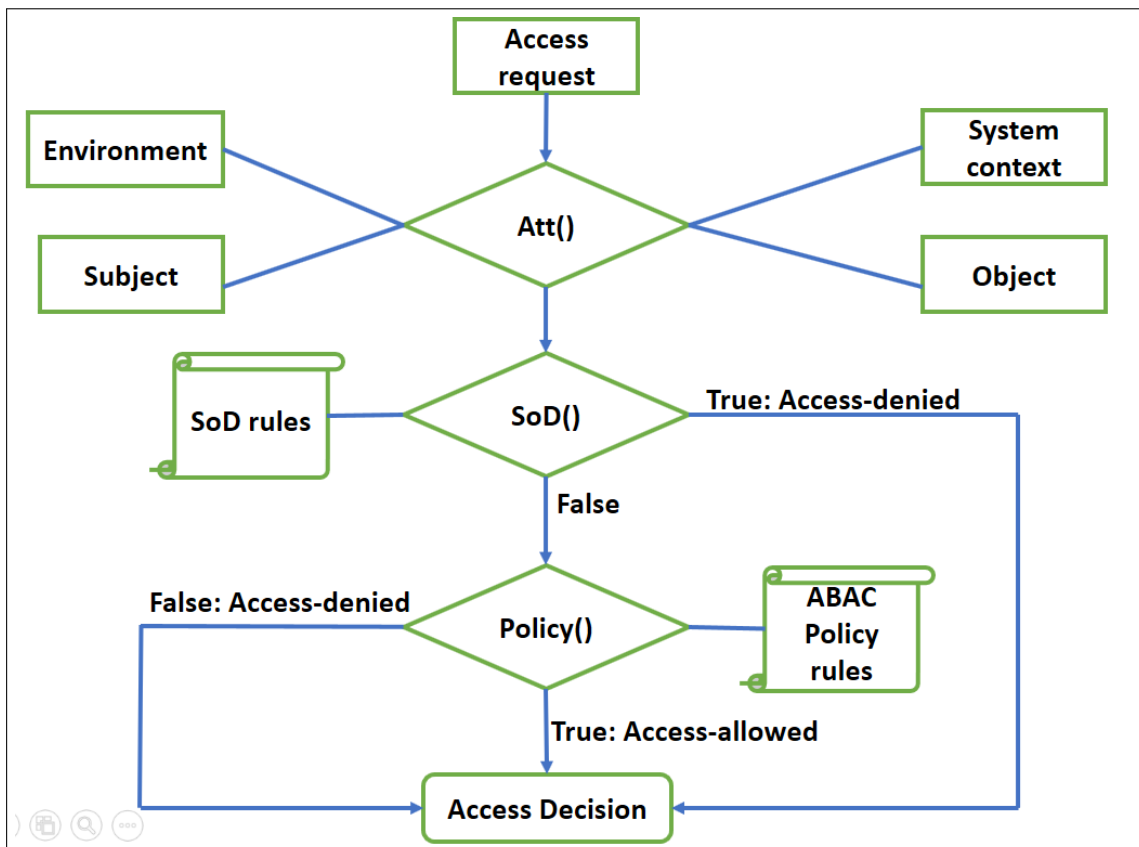 Access
request
Environment
System
context
Att()
Subject
Object
SoD rules
SoD()
True: Access-denied
False
False: Access-denied
Policy()
ABAC
Policy
rules
True: Access-allowed
Access Decision